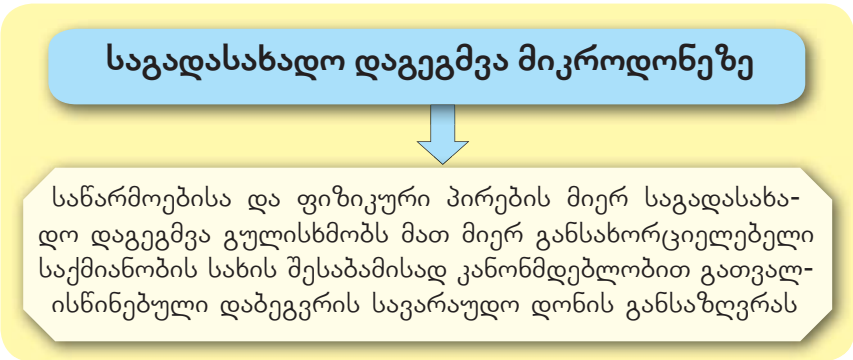 საგადასახადო დაგეგმვა მიკროდონეზე
საწარმოებისა და ფიზიკური პირების მიერ საგადასახა-
დო დაგეგმვა გულისხმობს მათ მიერ განსახორციელებელი
საქმიანობის სახის შესაბამისად კანონმდებლობით გათვალ-
ისწინებული დაბეგვრის სავარაუდო დონის განსაზღვრას